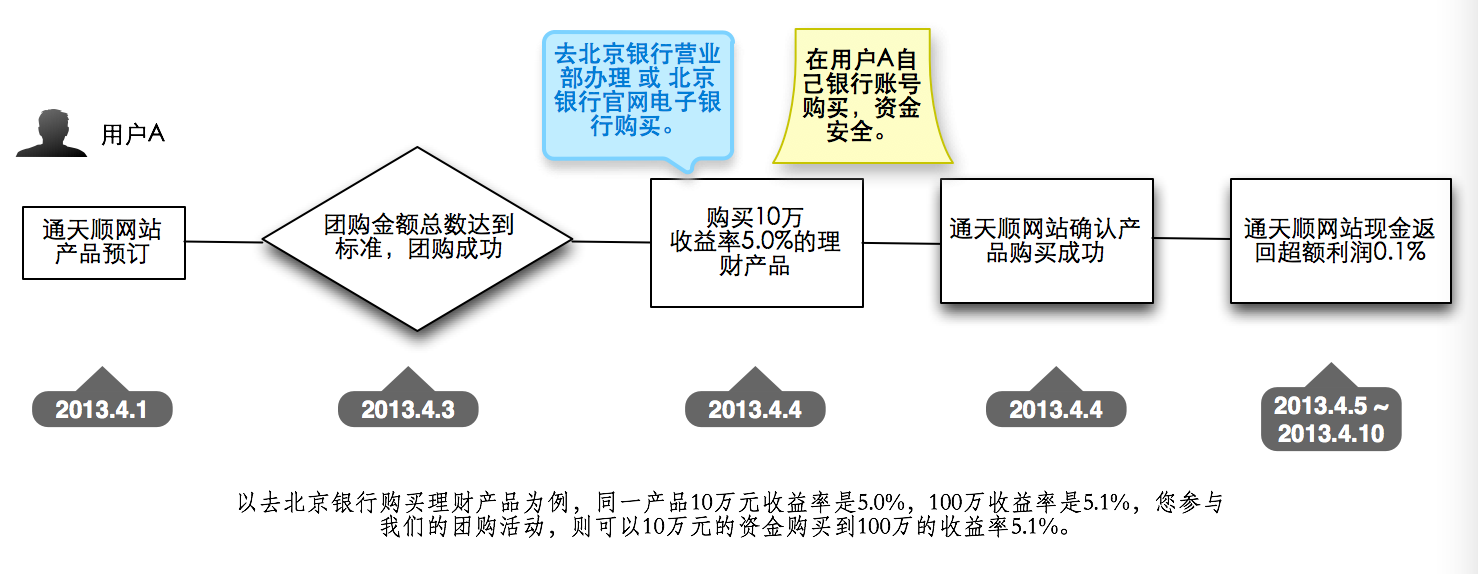 去北京银行营业
部办理 或 北京
银行官网电子银
行购买。
在用户A自
己银行账号
购买，资金
安全。
用户A
通天顺网站
产品预订
团购金额总数达到
标准，团购成功
购买10万
收益率5.0%的理
财产品
通天顺网站确认产
品购买成功
通天顺网站现金返
回超额利润0.1%
2013.4.1
2013.4.3
2013.4.4
2013.4.4
2013.4.5 ~
2013.4.10
以去北京银行购买理财产品为例，同一产品10万元收益率是5.0%，100万收益率是5.1%，您参与
我们的团购活动，则可以10万元的资金购买到100万的收益率5.1%。